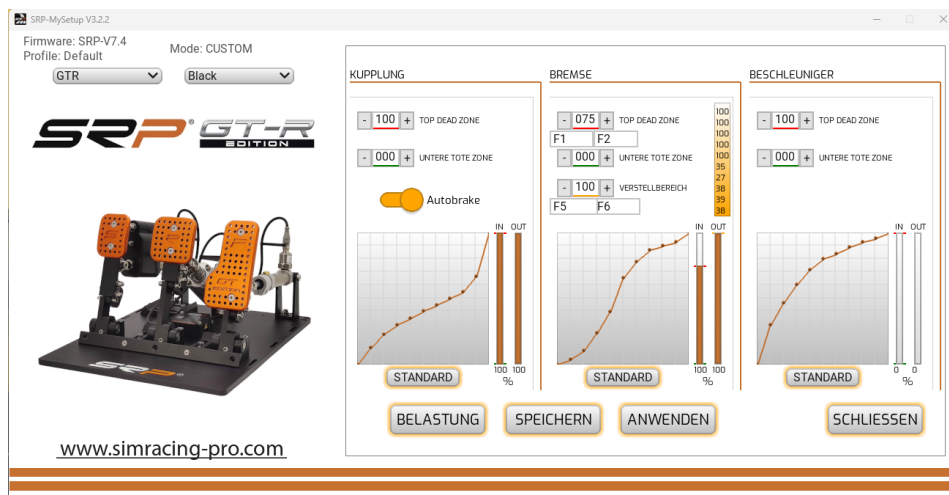 SRP-MySetup V3.2.2
Firmware: SRP-V7.4
Profile: Default
Mode: CUSTOM
GTR
Black
SRP® GT-R
EDITION
www.simracing-pro.com
KUPPLUNG
- 100 + TOP DEAD ZONE
- 000 + UNTERE TOTE ZONE
Autobrake
IN OUT
100 100
%
STANDARD
BREMSE
- 075 + TOP DEAD ZONE
F1 F2
- 000 + UNTERE TOTE ZONE
- 100 + VERSTELLBEREICH
F5 F6
100
100
100
100
100
35
27
38
39
38
IN OUT
100 100
%
STANDARD
BESCHLEUNIGER
- 100 + TOP DEAD ZONE
- 000 + UNTERE TOTE ZONE
IN OUT
0 0
%
STANDARD
BELASTUNG
SPEICHERN
ANWENDEN
SCHLIESSEN